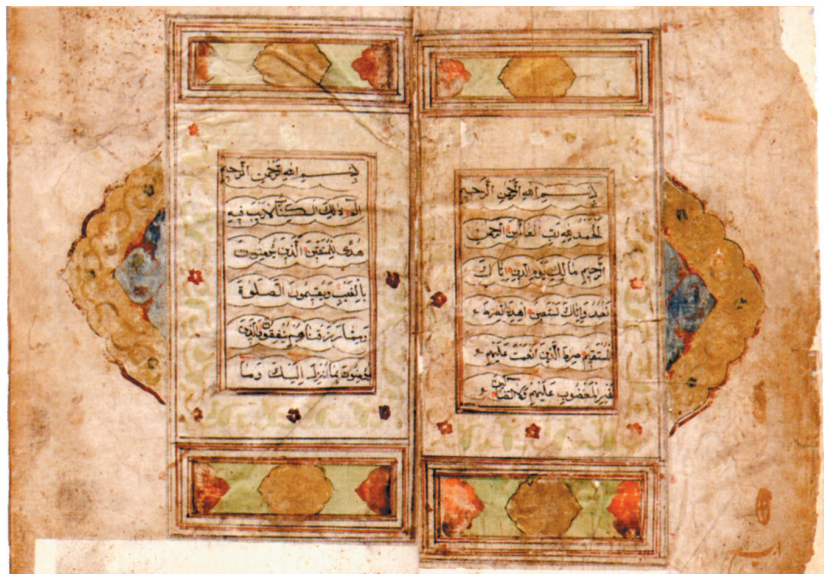 بسم الله الرحمن الرحيم
الحمد لله رب العالمين الرحمن
الرحيم مالك يوم الدين اياك
نعبد واياك نستعين اهدنا الصراط
المستقيم صراط الذين انعمت عليهم
غير المغضوب عليهم ولا الضالين
بسم الله الرحمن الرحيم
الم ذلك الكتاب لا ريب فيه
هدى للمتقين الذين يؤمنون
بالغيب ويقيمون الصلوة
ومما رزقناهم ينفقون والذين
يؤمنون بما انزل اليك وما